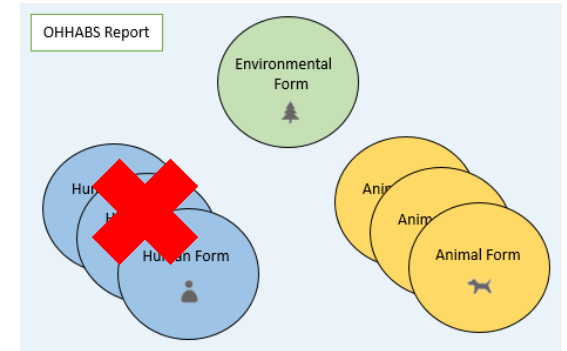 OHHABS Report
Environmental
Form
Human Form
Animal Form